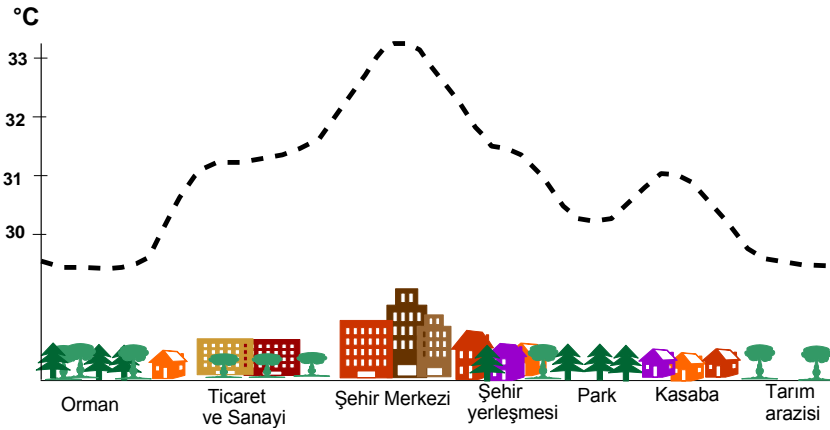 °C
33
32
31
30
Orman
Ticaret
ve Sanayi
Şehir Merkezi
Şehir
yerleşmesi
Park
Kasaba
Tarım
arazisi